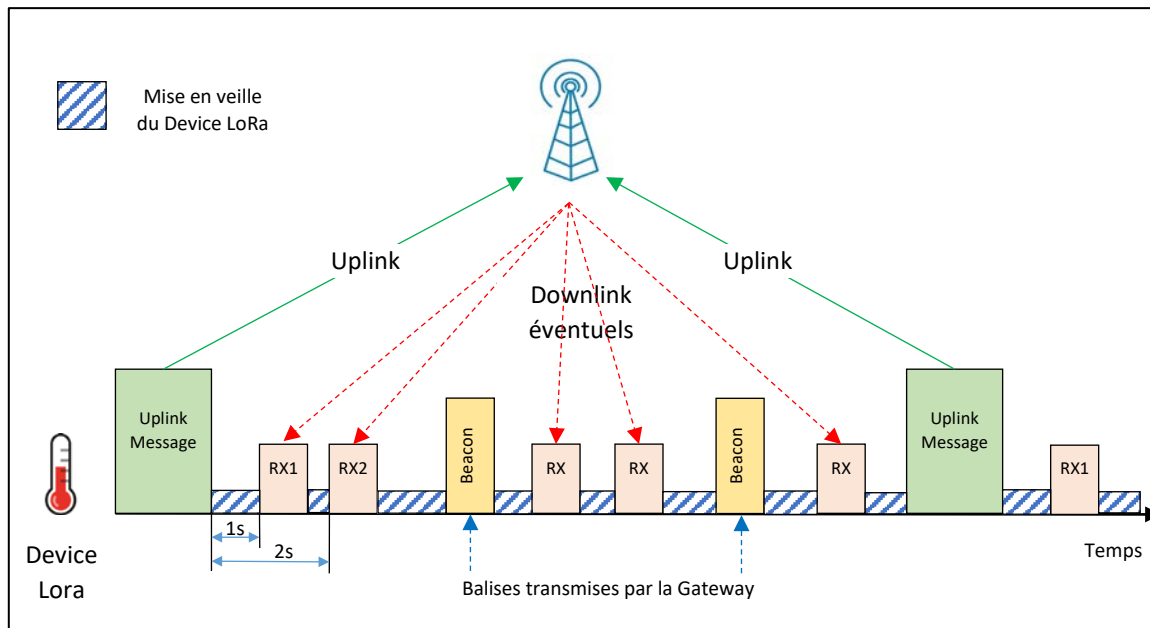 Mise en veille
du Device LoRa
Uplink
Uplink
Downlink
éventuels
Uplink
Message
RX1
RX2
Beacon
RX
RX
Beacon
RX
Uplink
Message
RX1
1s
2s
Device
Lora
Balises transmises par la Gateway
Temps